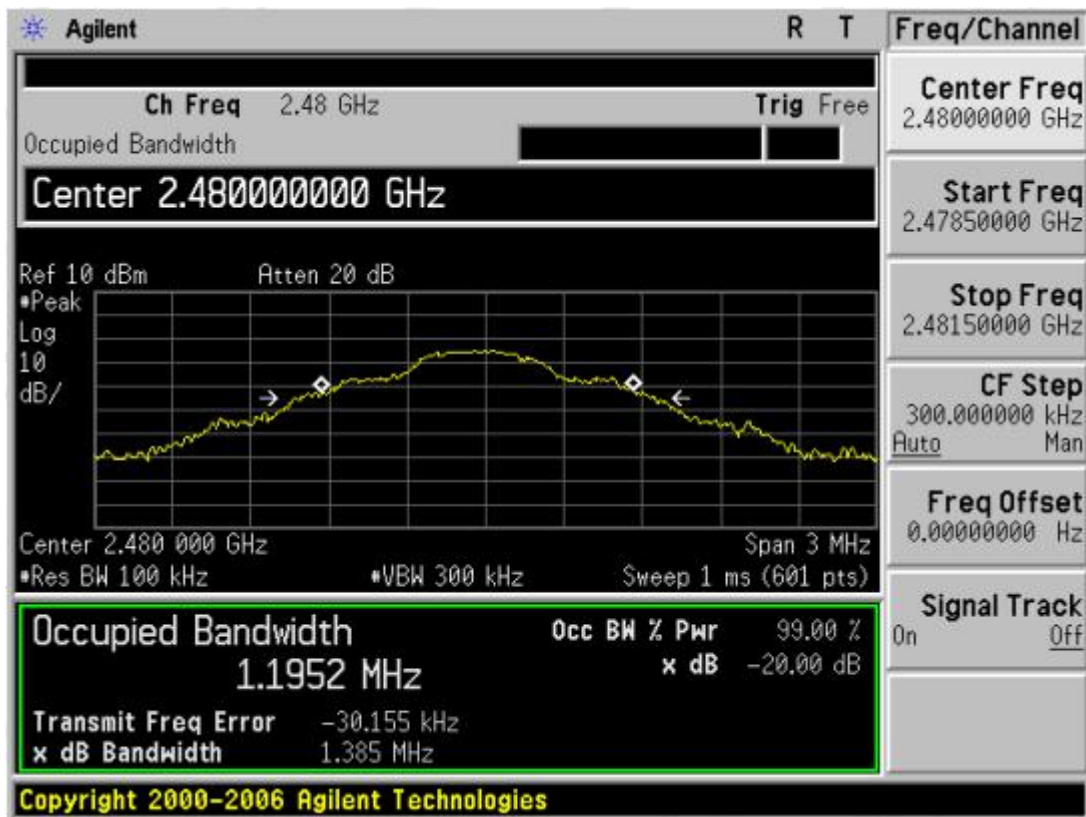 Agilent R T
Ch Freq 2.48 GHz Trig Free
Occupied Bandwidth
Center 2.480000000 GHz
Ref 10 dBm Atten 20 dB
Peak
Log
10
dB/
Center 2.480 000 GHz Span 3 MHz
Res BW 100 kHz VBW 300 kHz Sweep 1 ms (601 pts)
Occupied Bandwidth Occ BW % Pwr 99.00 %
1.1952 MHz x dB -20.00 dB
Transmit Freq Error -30.155 kHz
x dB Bandwidth 1.385 MHz
Copyright 2000-2006 Agilent Technologies
Freq/Channel
Center Freq
2.48000000 GHz
Start Freq
2.47850000 GHz
Stop Freq
2.48150000 GHz
CF Step
300.000000 kHz
Auto Man
Freq Offset
0.00000000 Hz
Signal Track
On Off